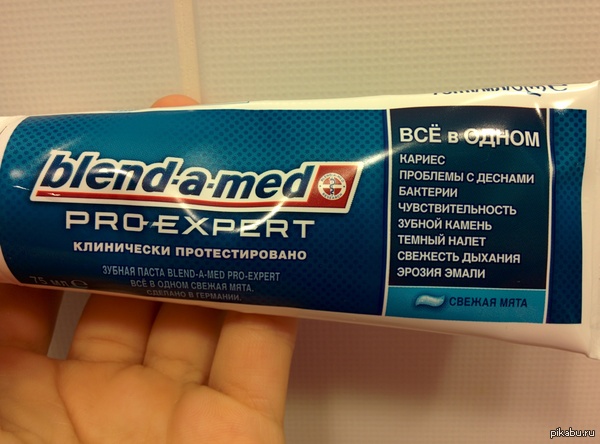 blend-a-med
PRO-EXPERT
КЛИНИЧЕСКИ ПРОТЕСТИРОВАНО
ЗУБНАЯ ПАСТА BLEND-A-MED PRO-EXPERT
ВСЁ В ОДНОМ СВЕЖАЯ МЯТА.
СДЕЛАНО В ГЕРМАНИИ.
75 МЛ ℮
ВСЁ в ОДНОМ
КАРИЕС
ПРОБЛЕМЫ С ДЕСНАМИ
БАКТЕРИИ
ЧУВСТВИТЕЛЬНОСТЬ
ЗУБНОЙ КАМЕНЬ
ТЕМНЫЙ НАЛЕТ
СВЕЖЕСТЬ ДЫХАНИЯ
ЭРОЗИЯ ЭМАЛИ
СВЕЖАЯ МЯТА
pikabu.ru